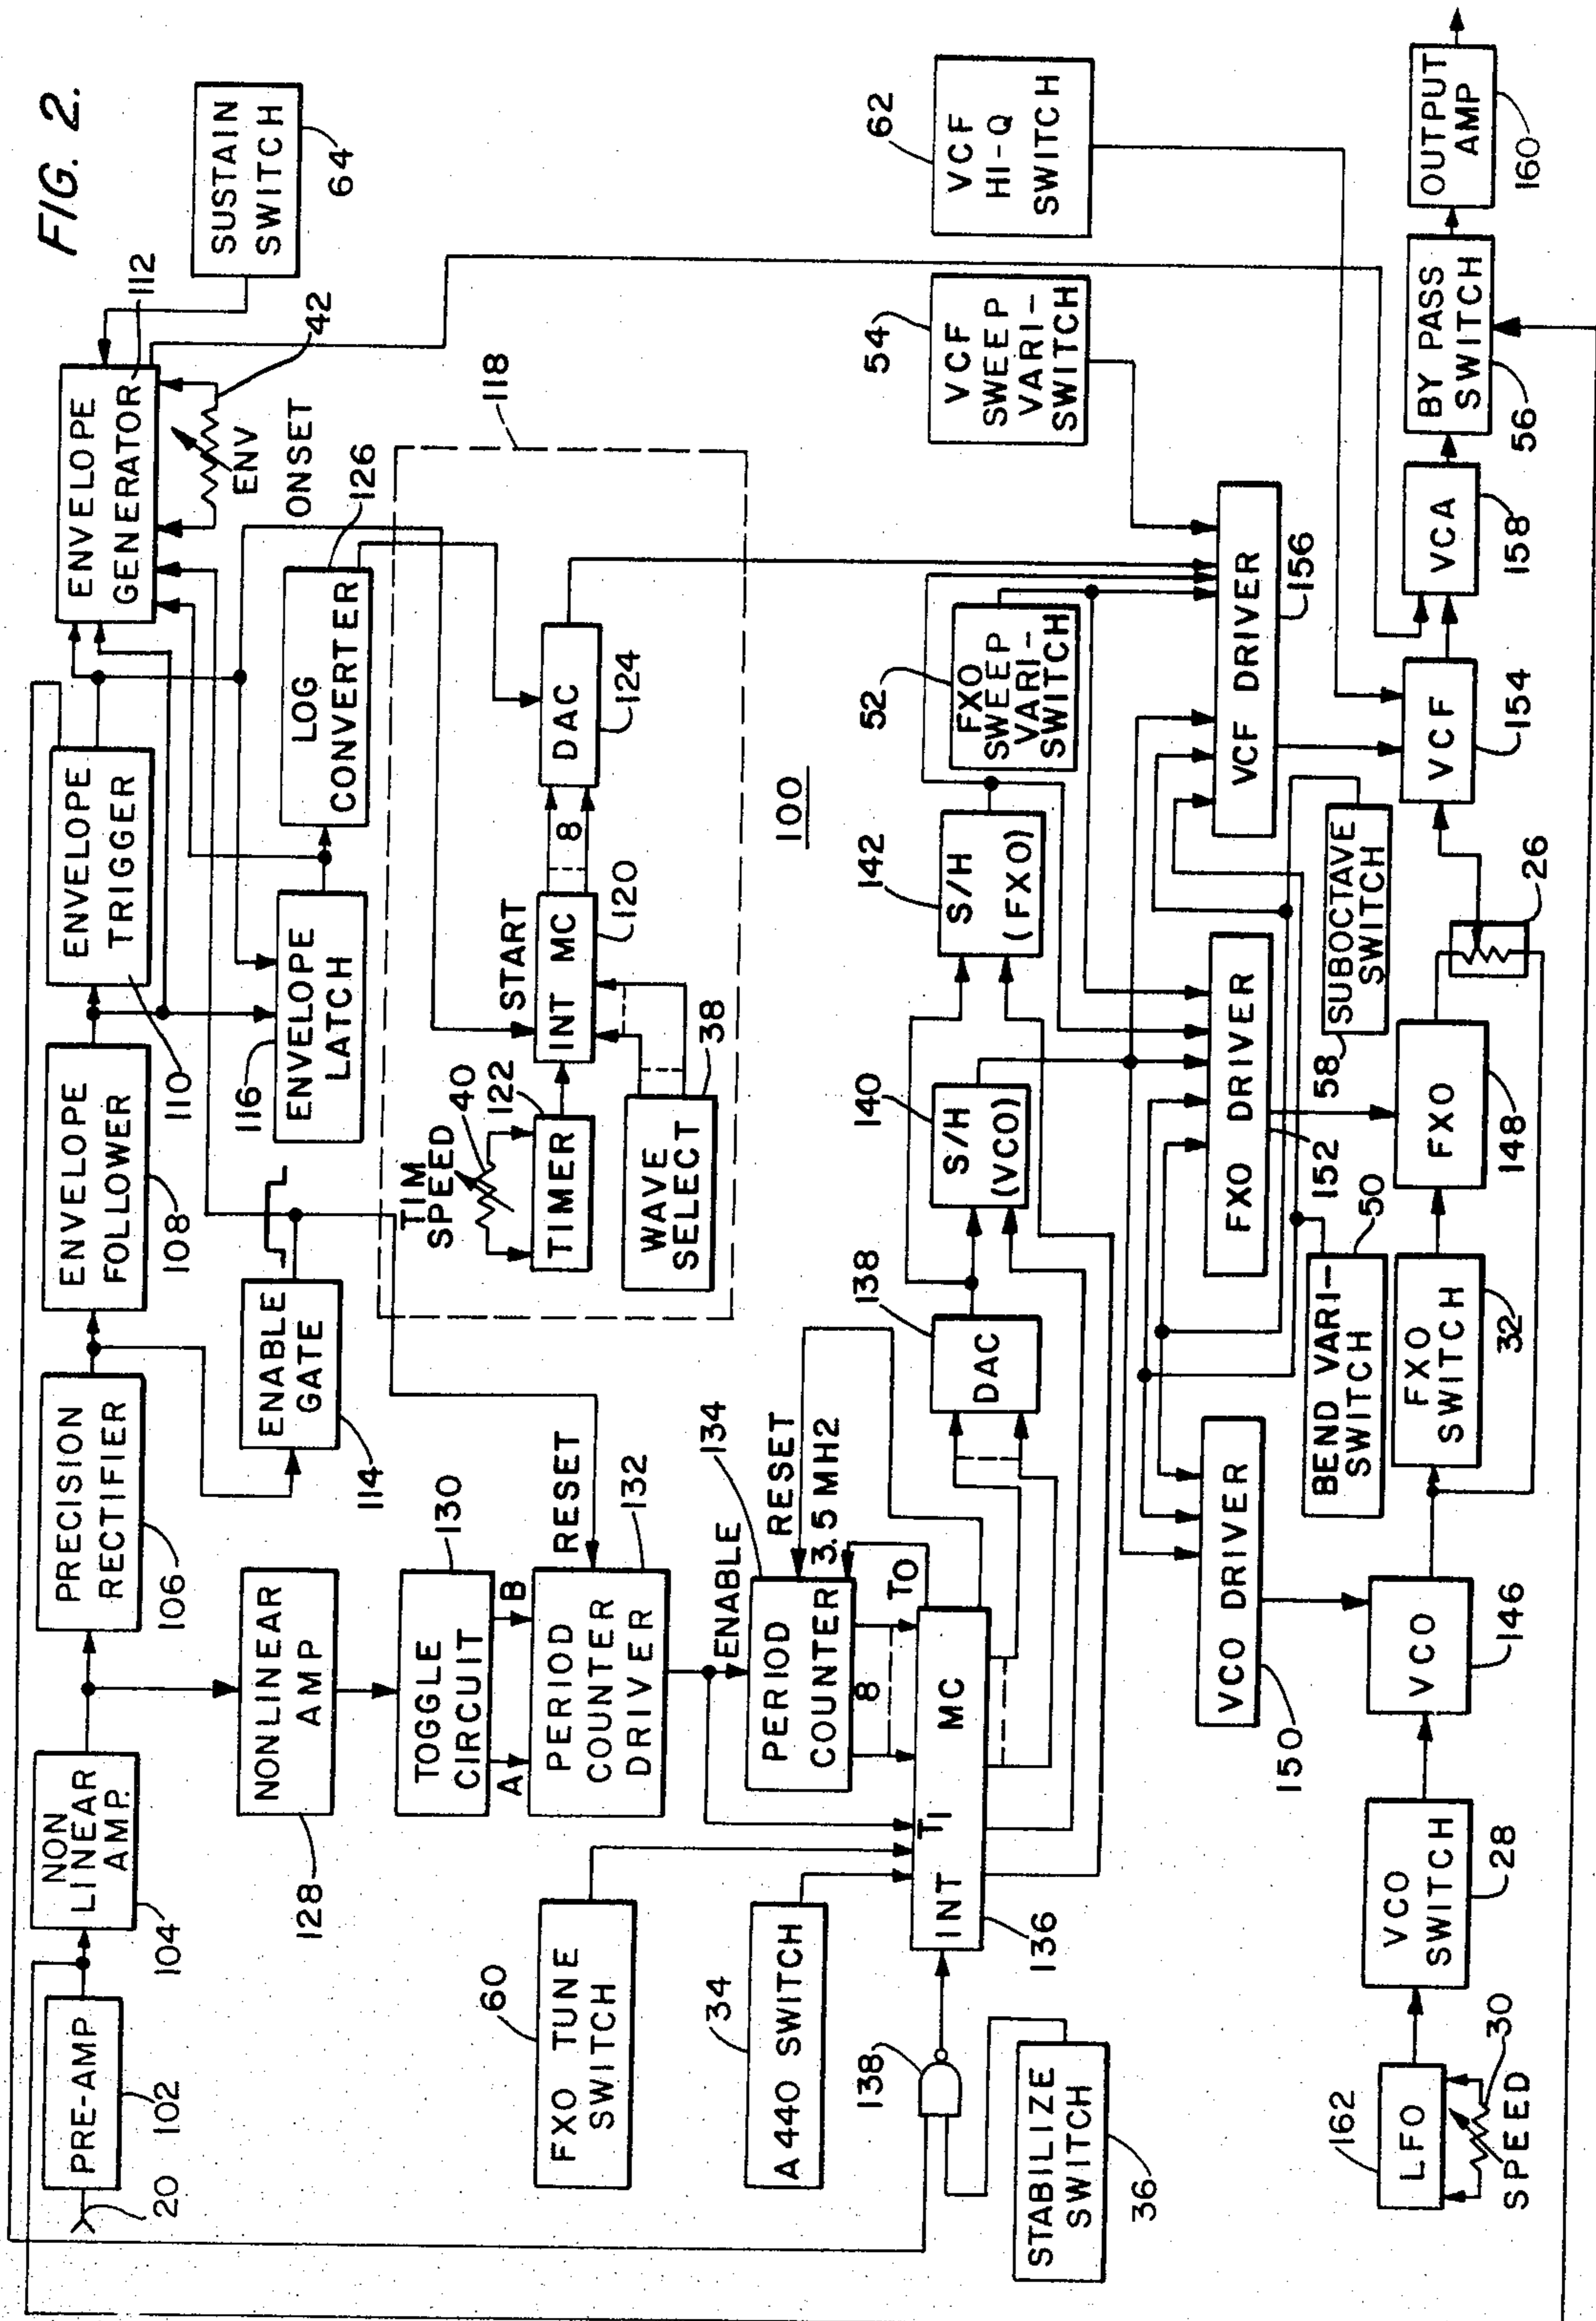 FIG. 2.
PRE-AMP
102
20
NON
LINEAR
AMP.
104
PRECISION
RECTIFIER
106
ENVELOPE
FOLLOWER
108
ENVELOPE
TRIGGER
110
ENVELOPE
GENERATOR
112
SUSTAIN
SWITCH
64
42
ENV
ONSET
ENABLE
GATE
114
ENVELOPE
LATCH
116
LOG
CONVERTER
126
118
NONLINEAR
AMP
128
TOGGLE
CIRCUIT
130
A
B
PERIOD
COUNTER
DRIVER
132
RESET
TIM
SPEED
40
TIMER
122
START
INT MC
120
8
DAC
124
WAVE
SELECT
38
100
FXO TUNE
SWITCH
60
A 440 SWITCH
34
ENABLE
PERIOD
COUNTER
134
RESET
3.5 MH2
8
TO
INT
T1
MC
136
138
STABILIZE
SWITCH
36
DAC
138
S/H
(VCO)
140
S/H
(FXO)
142
FXO
SWEEP
VARI-
SWITCH
52
VCF
SWEEP
VARI-
SWITCH
54
VCF
HI-Q
SWITCH
62
VCO DRIVER
150
FXO DRIVER
152
VCF DRIVER
156
BEND VARI-
SWITCH
50
SUBOCTAVE
SWITCH
58
LFO
162
30
SPEED
VCO
SWITCH
28
VCO
146
FXO
SWITCH
32
FXO
148
26
VCF
154
VCA
158
BY PASS
SWITCH
56
OUTPUT
AMP
160